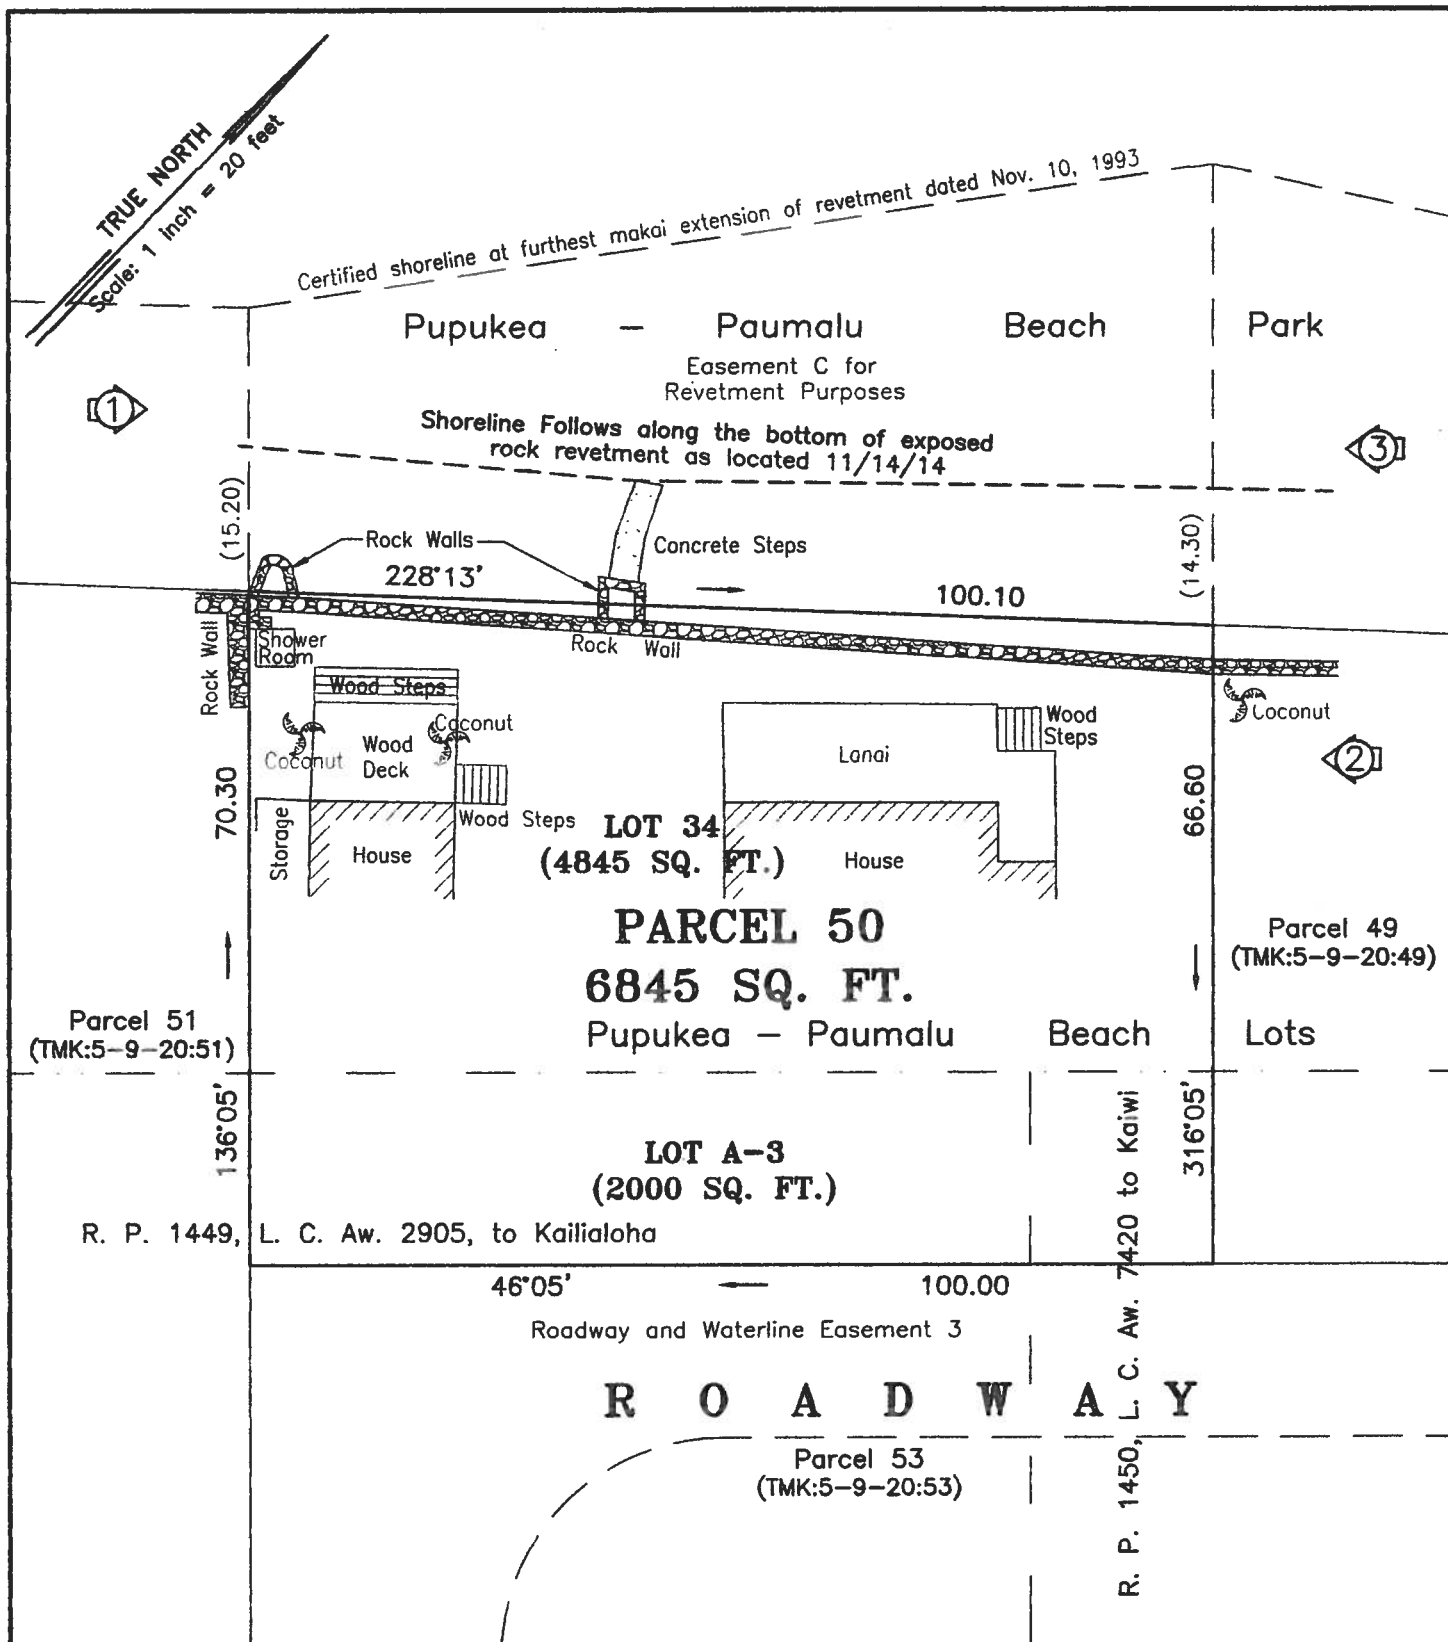 TRUE NORTH
Scale: 1 inch = 20 feet
Certified shoreline at furthest makai extension of revetment dated Nov. 10, 1993
Pupukea - Paumalu Beach Park
Easement C for
Revetment Purposes
1
Shoreline Follows along the bottom of exposed
rock revetment as located 11/14/14
3
(15.20)
(14.30)
Rock Walls
Concrete Steps
228°13'
100.10
Rock Wall
Shower
Room
Rock Wall
Wood Steps
Coconut
Coconut
Wood
Deck
Wood
Steps
Coconut
Lanai
2
70.30
66.60
Storage
House
Wood Steps
LOT 34
(4845 SQ. FT.)
House
PARCEL 50
6845 SQ. FT.
Parcel 49
(TMK:5-9-20:49)
Parcel 51
(TMK:5-9-20:51)
Pupukea - Paumalu Beach Lots
136°05'
316°05'
LOT A-3
(2000 SQ. FT.)
R. P. 1449, L. C. Aw. 2905, to Kailialoha
46°05'
100.00
Roadway and Waterline Easement 3
ROADWAY
Parcel 53
(TMK:5-9-20:53)
R. P. 1450, L. C. Aw. 7420 to Kaiwi